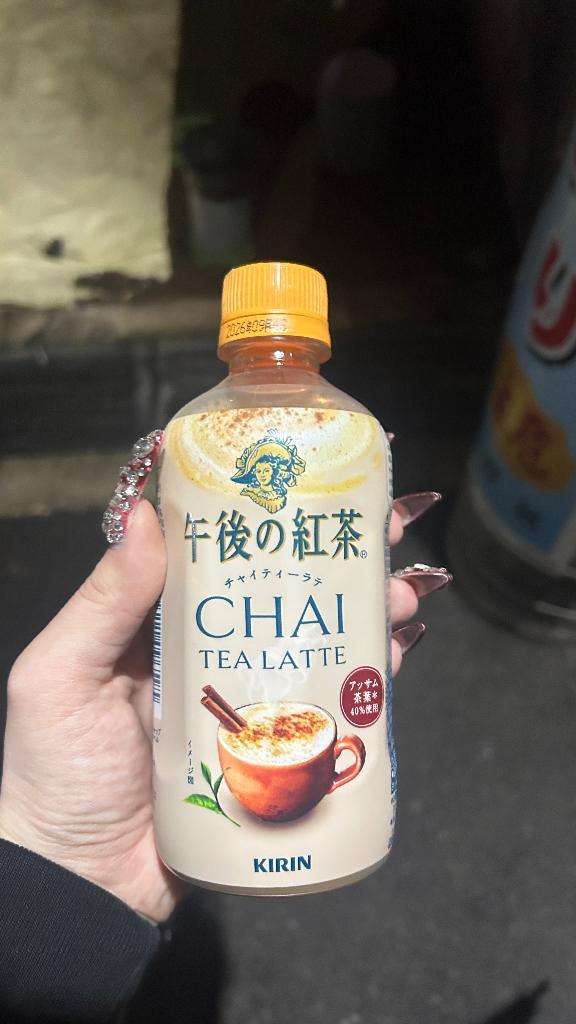 午後の紅茶
チャイティーラテ
CHAI
TEA LATTE
アッサム
茶葉*
40%使用
イメージ図
KIRIN
り